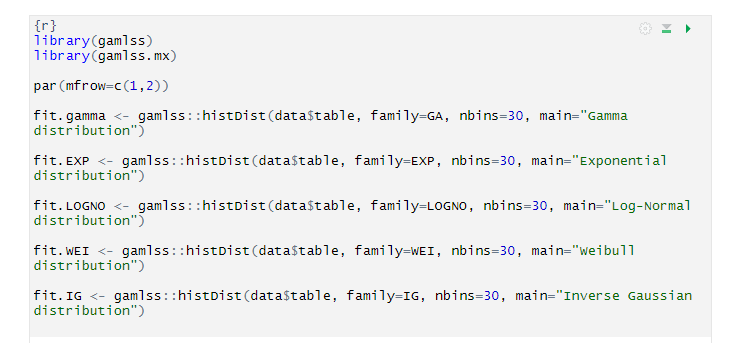 {r}
library(gamlss)
library(gamlss.mx)
par(mfrow=c(1,2))
fit.gamma <- gamlss::histDist(data$table, family=GA, nbins=30, main="Gamma
distribution")
fit.EXP <- gamlss::histDist(data$table, family=EXP, nbins=30, main="Exponential
distribution")
fit.LOGNO <- gamlss::histDist(data$table, family=LOGNO, nbins=30, main="Log-Normal
distribution")
fit.WEI <- gamlss::histDist(data$table, family=WEI, nbins=30, main="Weibull
distribution")
fit.IG <- gamlss::histDist(data$table, family=IG, nbins=30, main="Inverse Gaussian
distribution")